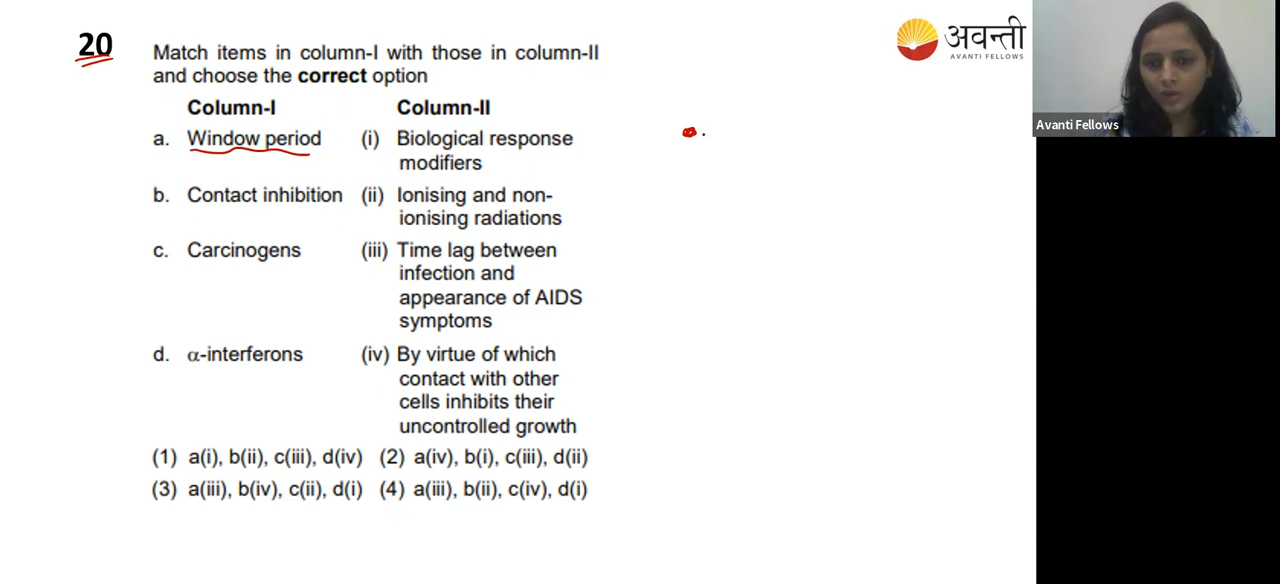 20
Match items in column-I with those in column-II
and choose the correct option
Column-I Column-II
a. Window period (i) Biological response
modifiers
b. Contact inhibition (ii) Ionising and non-
ionising radiations
c. Carcinogens (iii) Time lag between
infection and
appearance of AIDS
symptoms
d. α-interferons (iv) By virtue of which
contact with other
cells inhibits their
uncontrolled growth
(1) a(i), b(ii), c(iii), d(iv) (2) a(iv), b(i), c(iii), d(ii)
(3) a(iii), b(iv), c(ii), d(i) (4) a(iii), b(ii), c(iv), d(i)
अवन्ती
AVANTI FELLOWS
Avanti Fellows